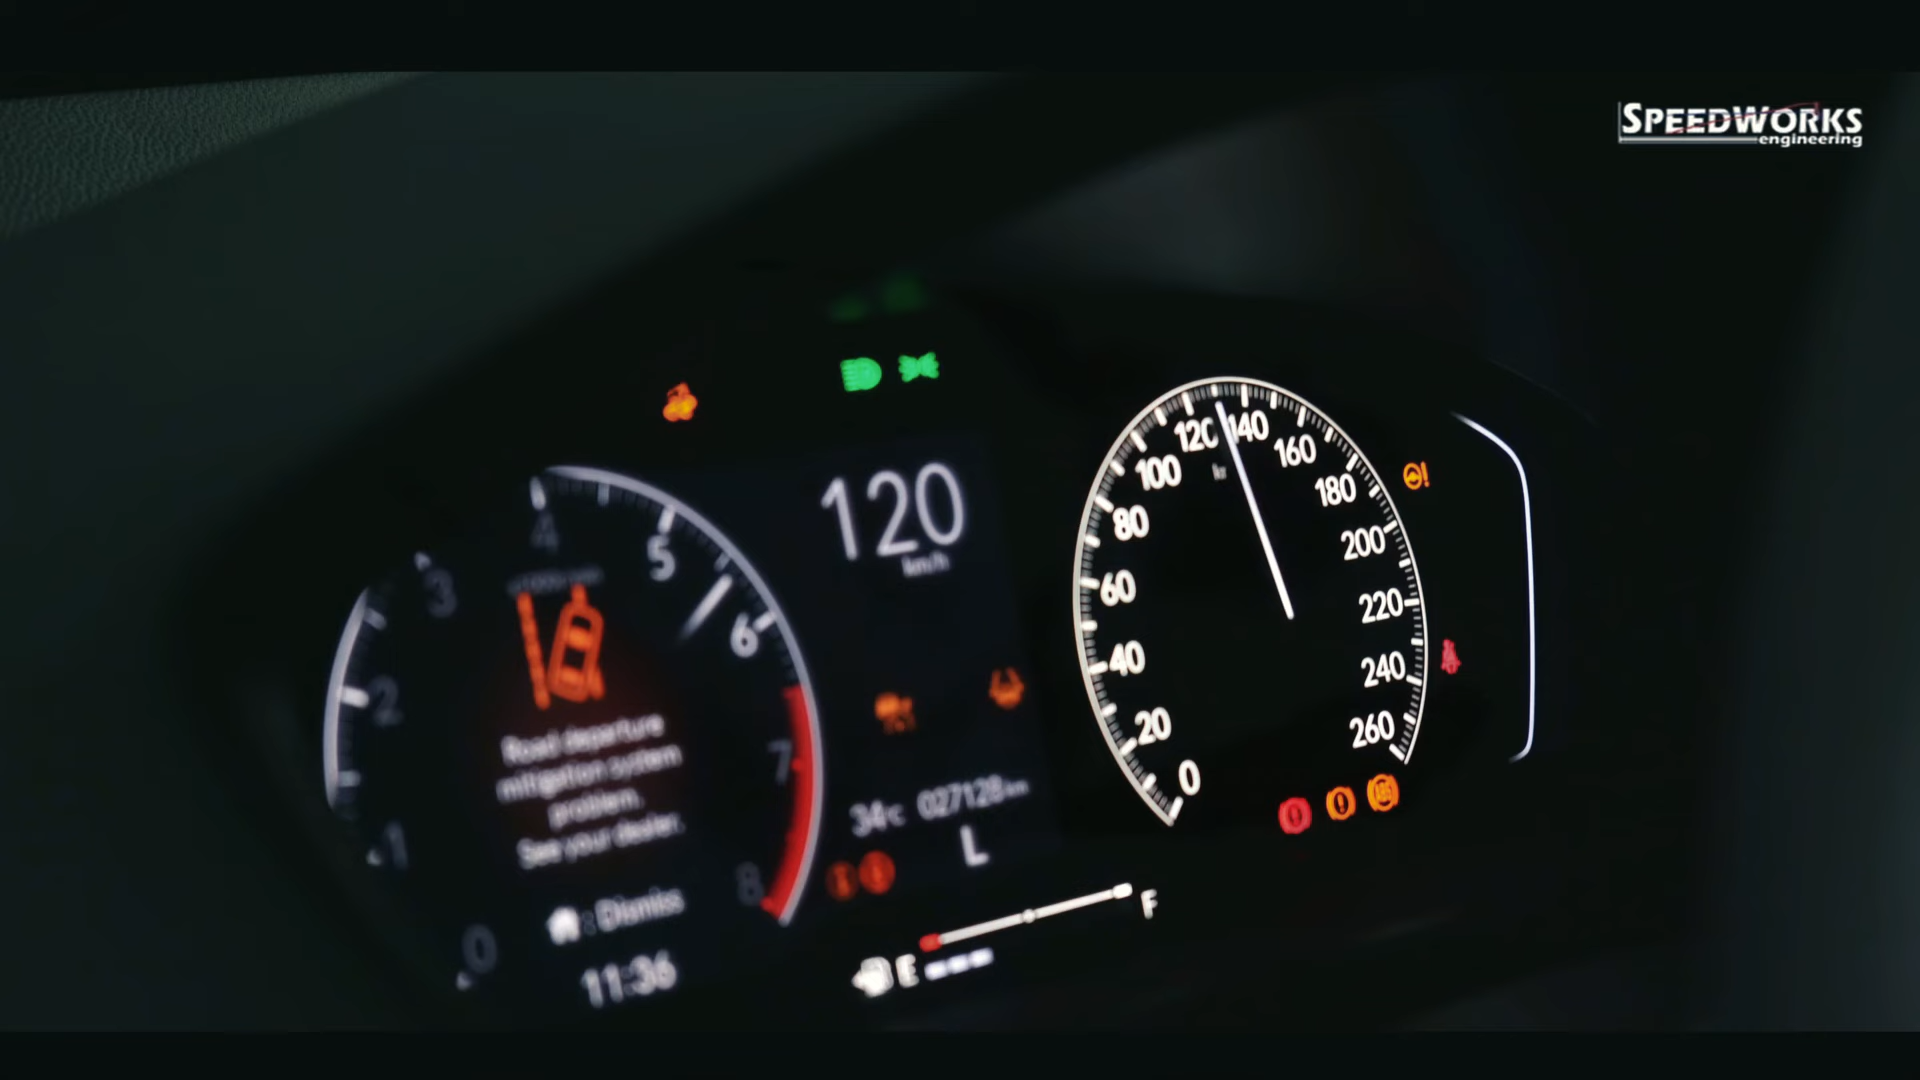 SPEEDWORKS
engineering
120
km/h
0
1
2
3
4
5
6
7
8
Road departure
mitigation system
problem.
See your dealer.
: Dismiss
11:36
34°C 027128 km
L
E F
0
20
40
60
80
100
120
140
160
180
200
220
240
260
ABS